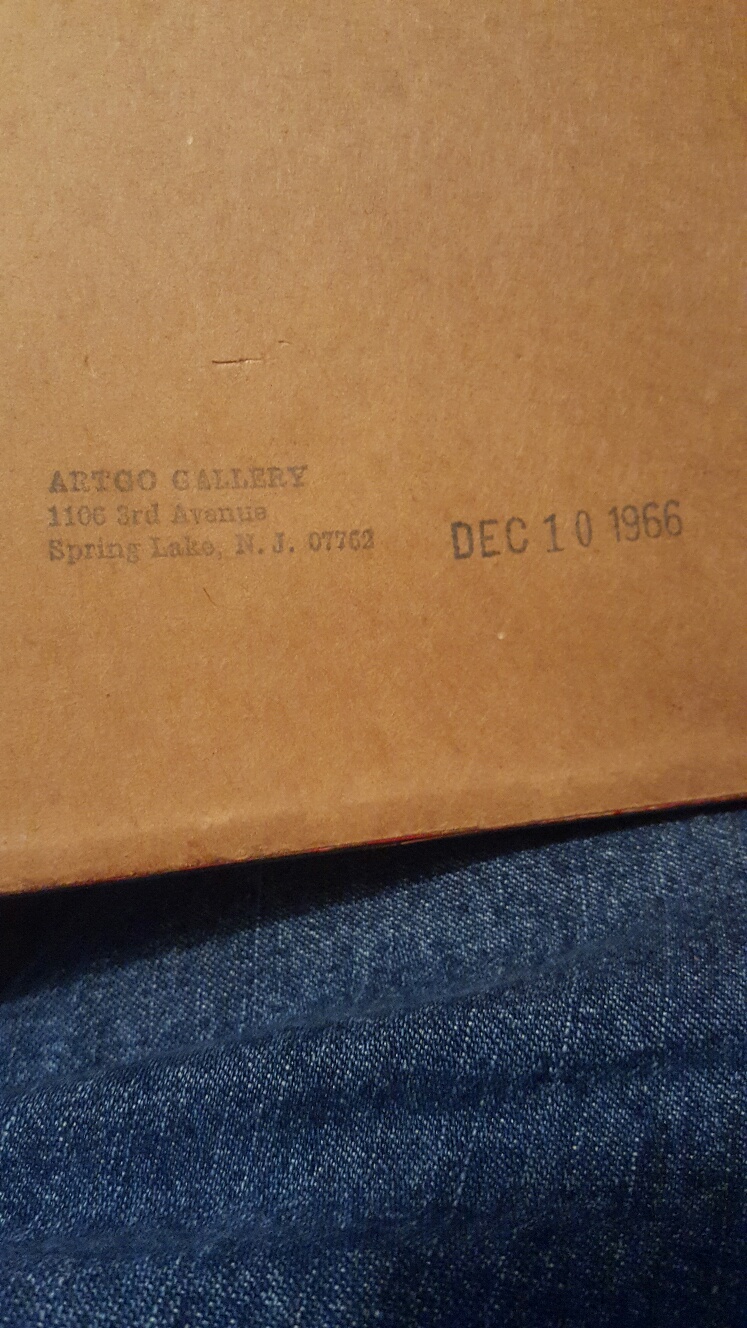 ARTCO GALLERY
1106 3rd Avenue
Spring Lake, N. J. 07762
DEC 10 1966